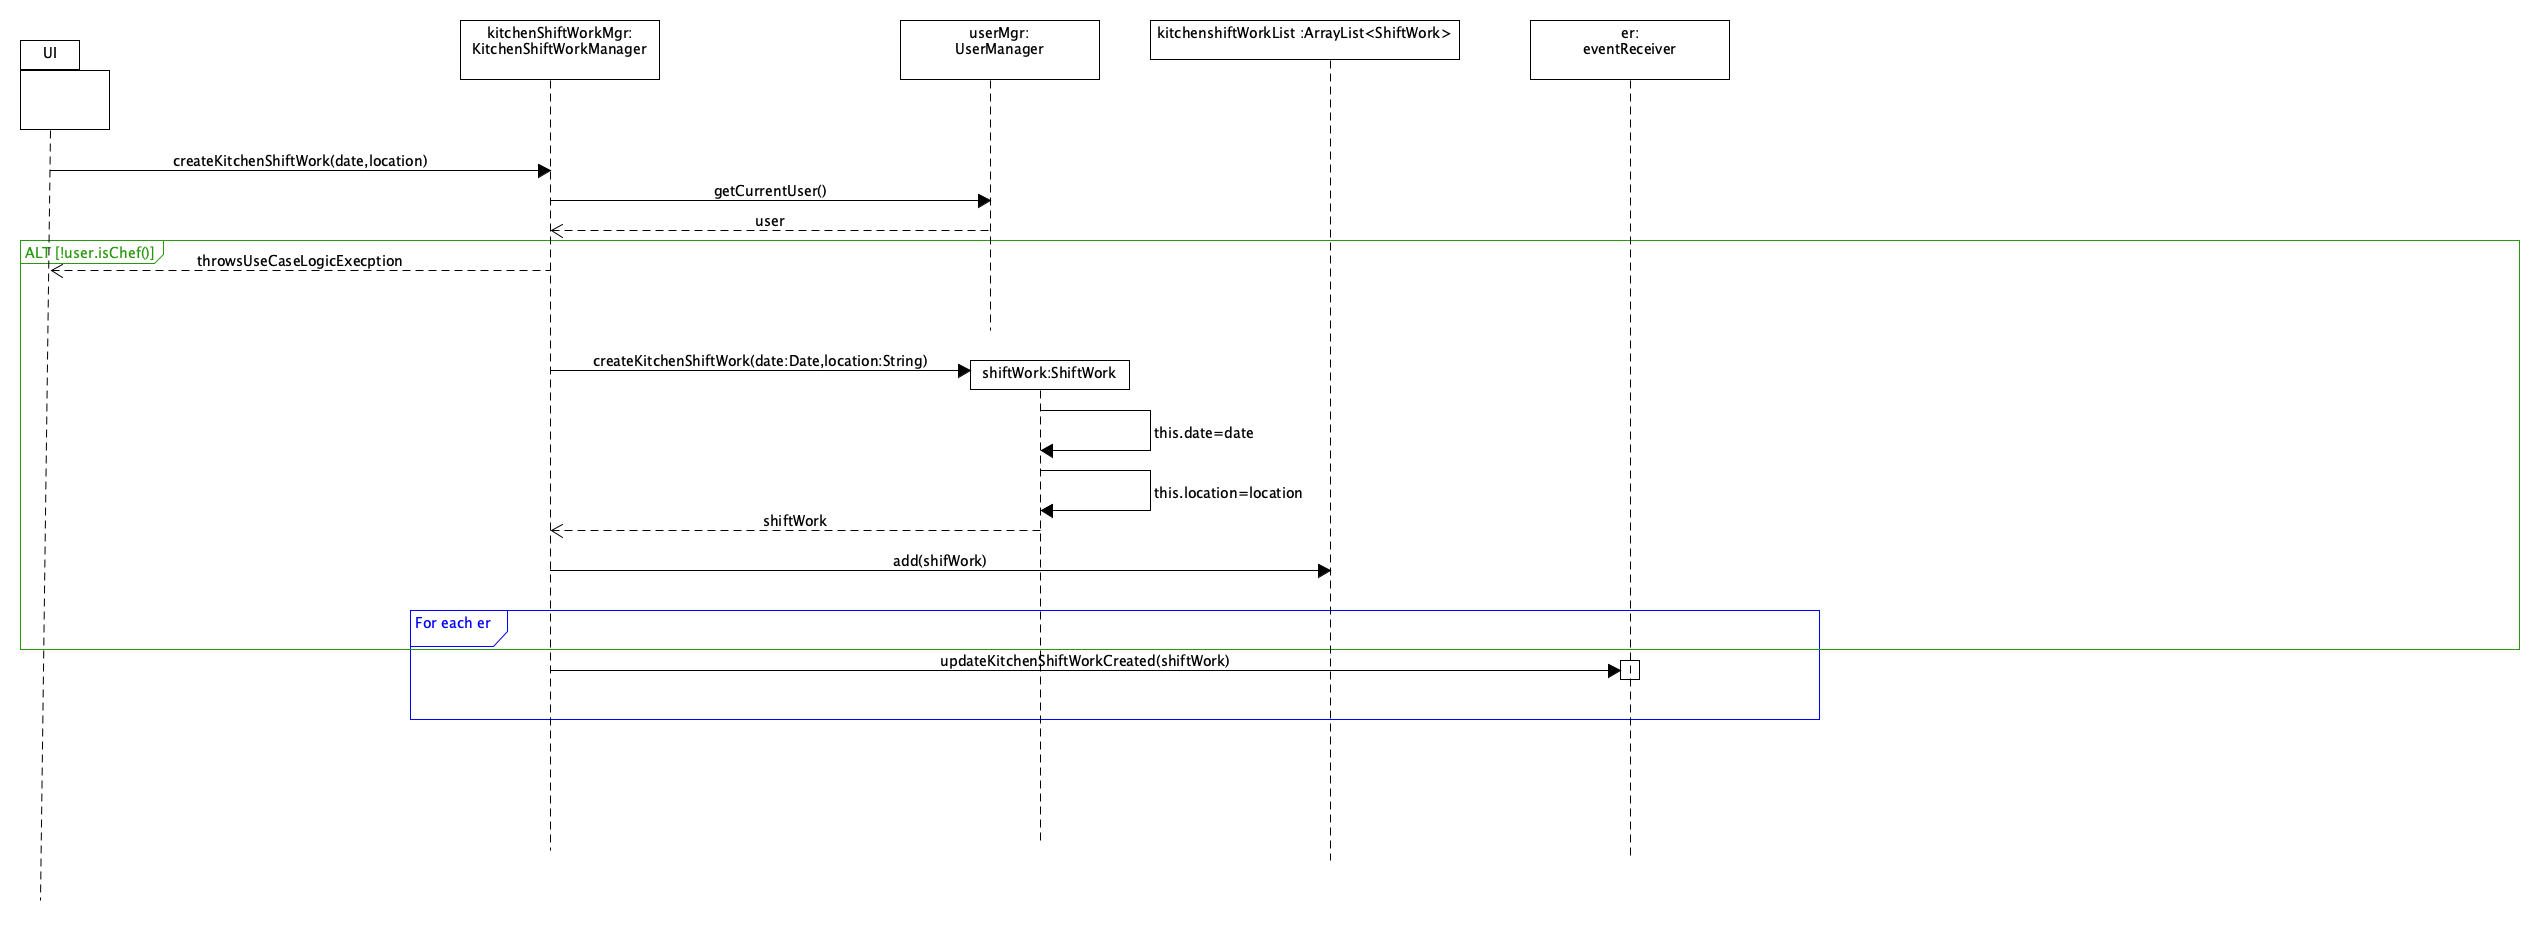 UI
kitchenShiftWorkMgr:
KitchenShiftWorkManager
userMgr:
UserManager
kitchenshiftWorkList :ArrayList<ShiftWork>
er:
eventReceiver
createKitchenShiftWork(date,location)
getCurrentUser()
user
ALT [!user.isChef()]
throwsUseCaseLogicExecption
createKitchenShiftWork(date:Date,location:String)
shiftWork:ShiftWork
this.date=date
this.location=location
shiftWork
add(shifWork)
For each er
updateKitchenShiftWorkCreated(shiftWork)